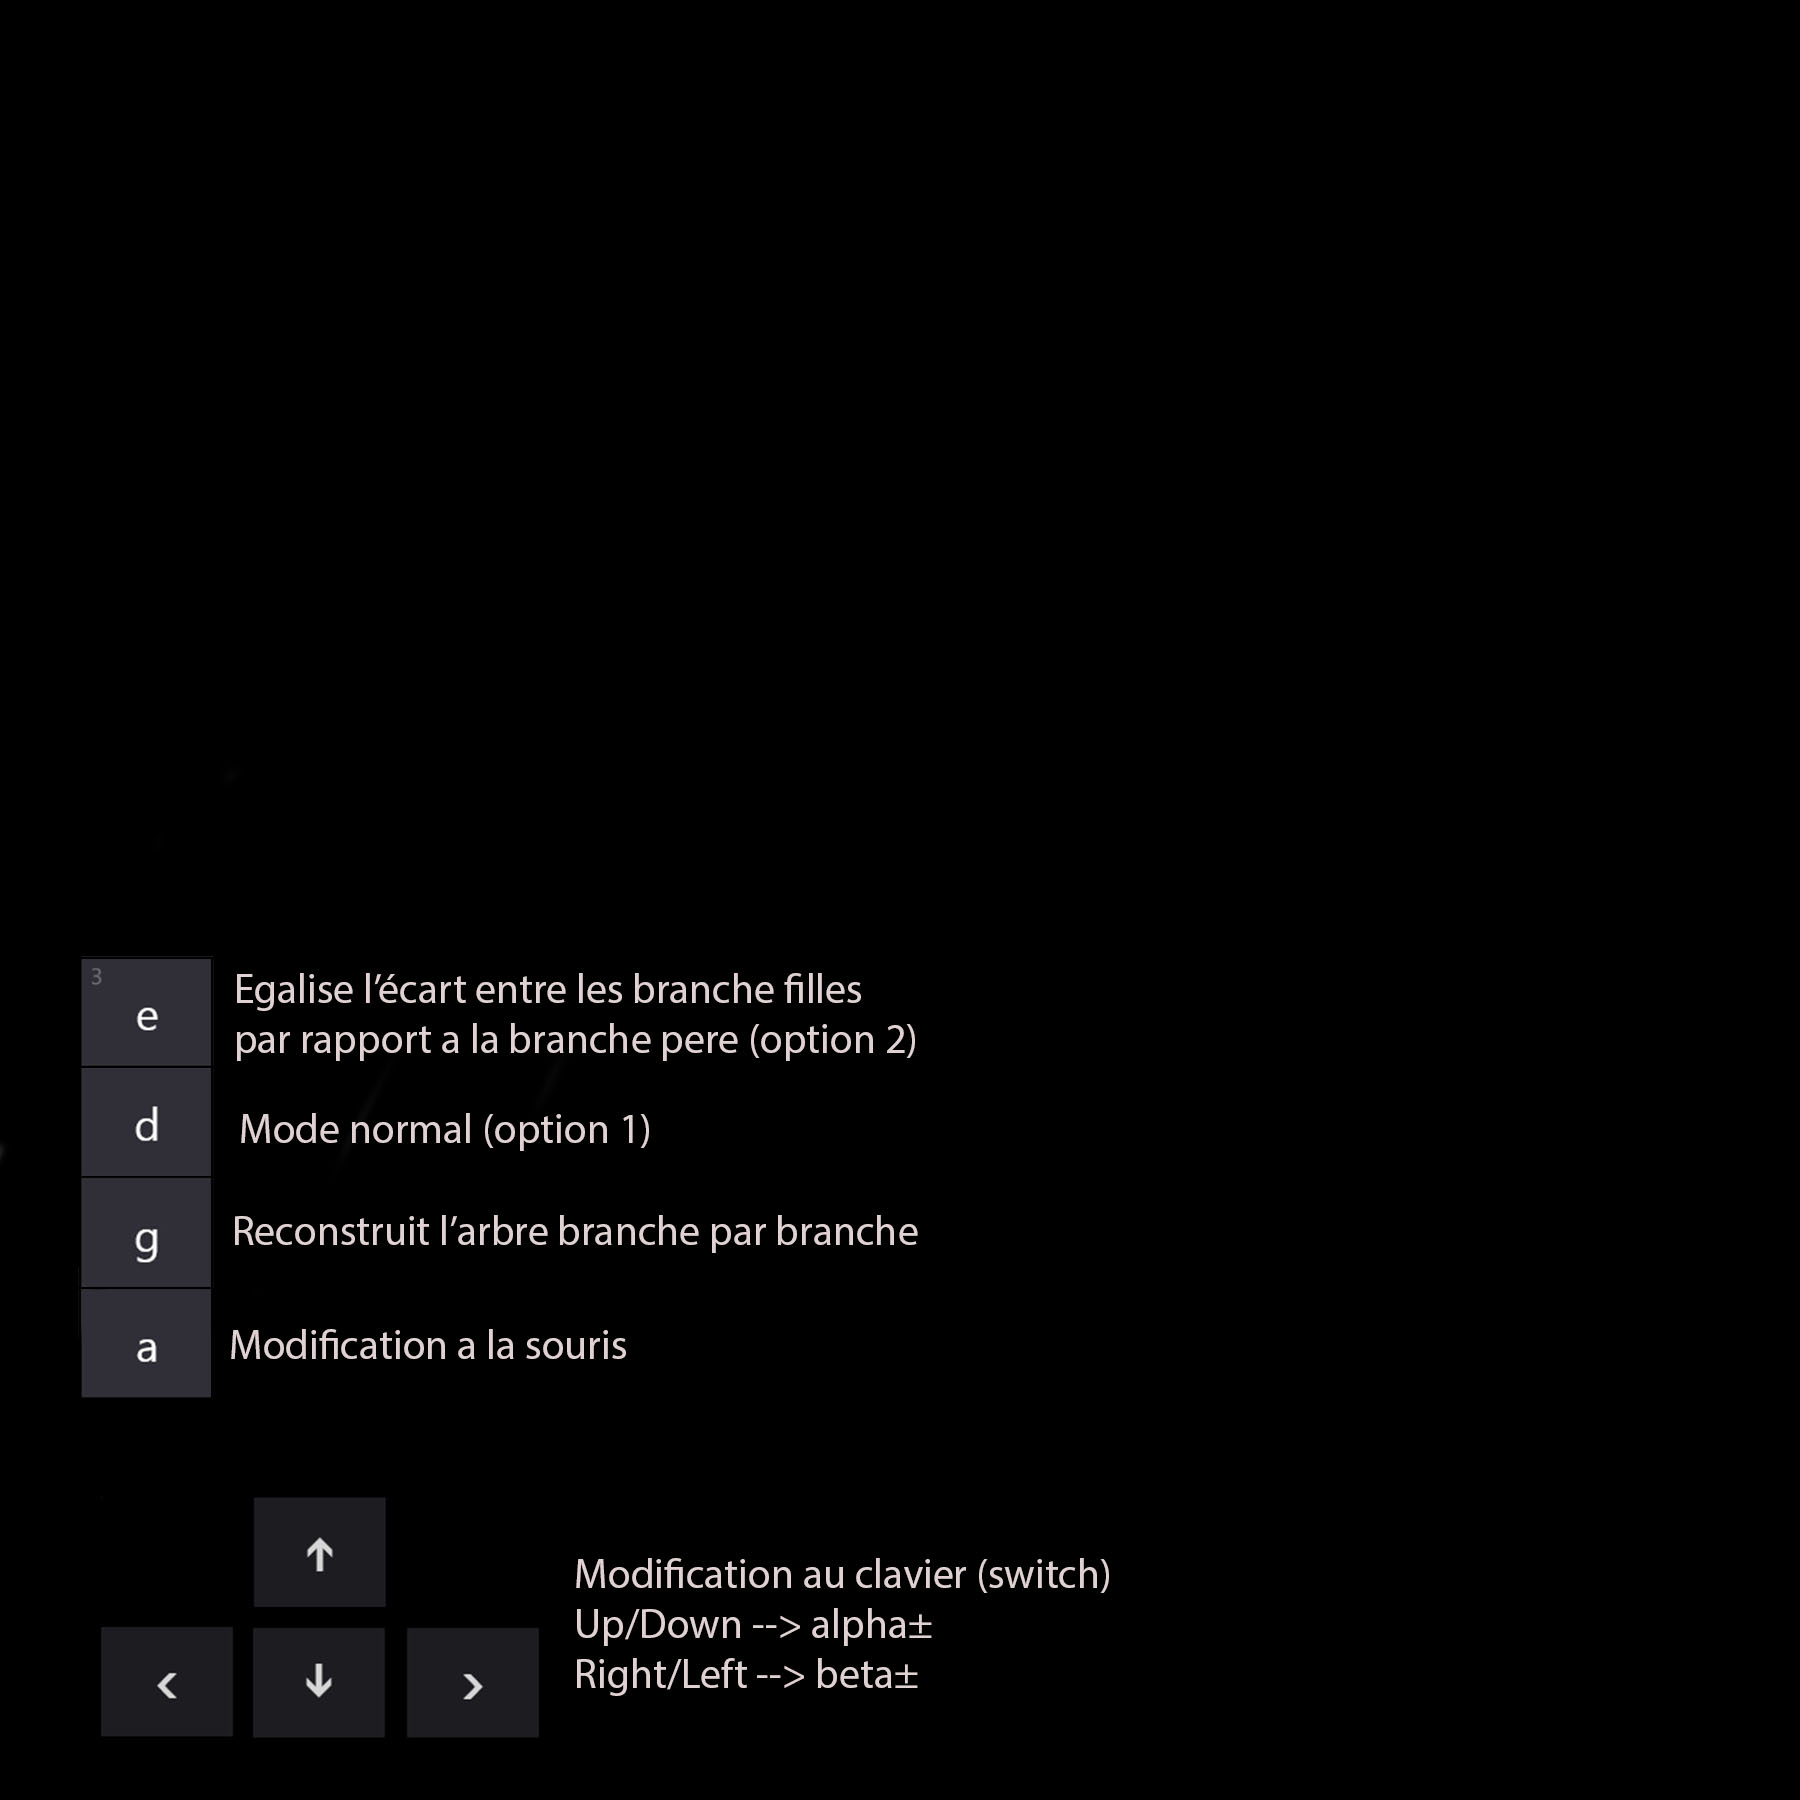 3
e
Egalise l’écart entre les branche filles
par rapport a la branche pere (option 2)
d
Mode normal (option 1)
g
Reconstruit l’arbre branche par branche
a
Modification a la souris
Modification au clavier (switch)
Up/Down --> alpha±
Right/Left --> beta±